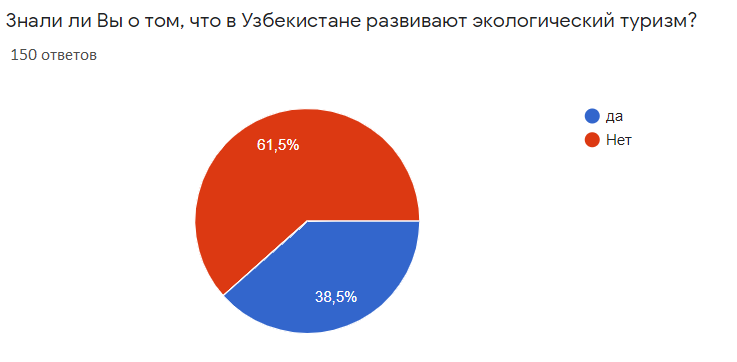 Знали ли Вы о том, что в Узбекистане развивают экологический туризм?
150 ответов
да
Нет
61,5%
38,5%